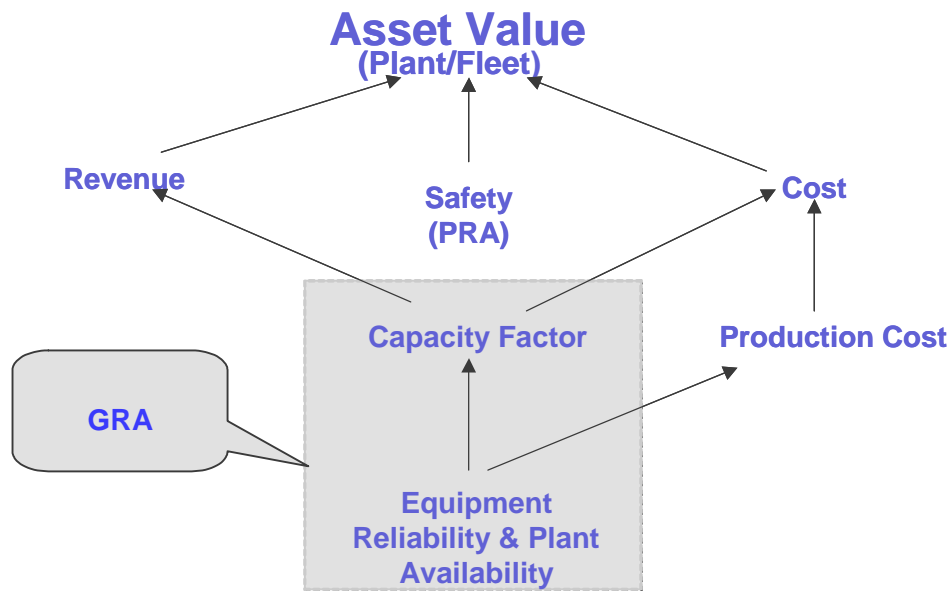 Asset Value
(Plant/Fleet)
Revenue
Safety
(PRA)
Cost
Capacity Factor
Production Cost
GRA
Equipment
Reliability & Plant
Availability